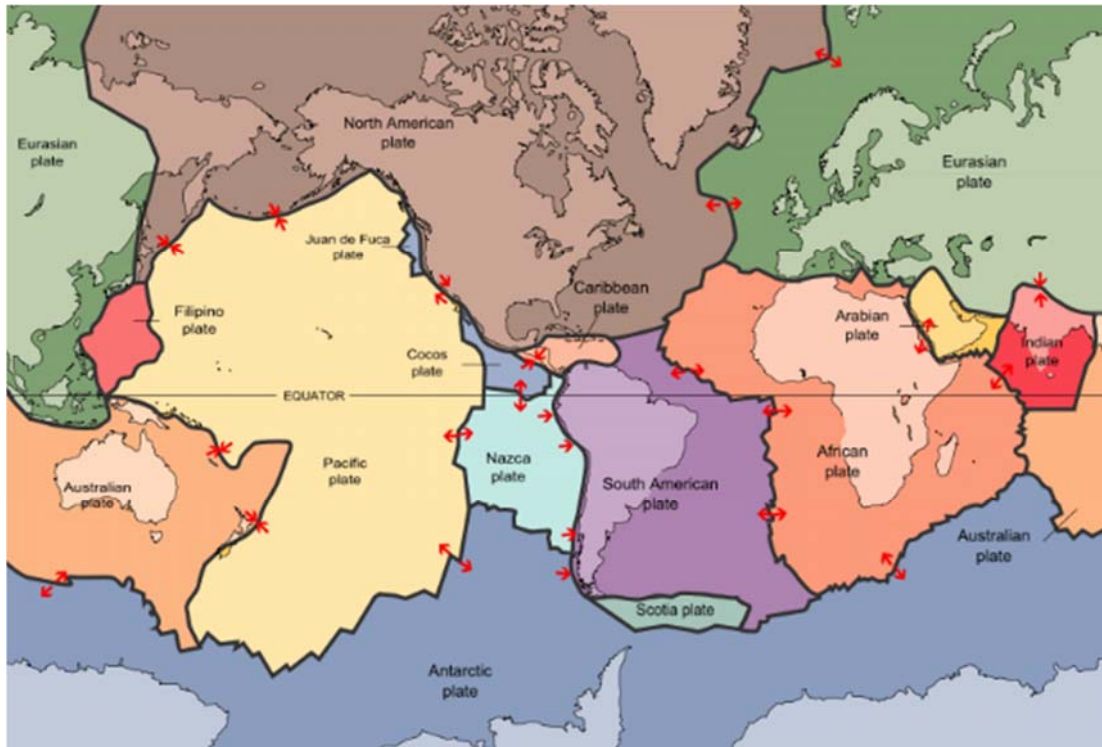 North American
plate
Eurasian
plate
Eurasian
plate
Juan de Fuca
plate
Caribbean
plate
Filipino
plate
Arabian
plate
Indian
plate
Cocos
plate
EQUATOR
Nazca
plate
Pacific
plate
African
plate
Australian
plate
South American
plate
Australian
plate
Scotia plate
Antarctic
plate